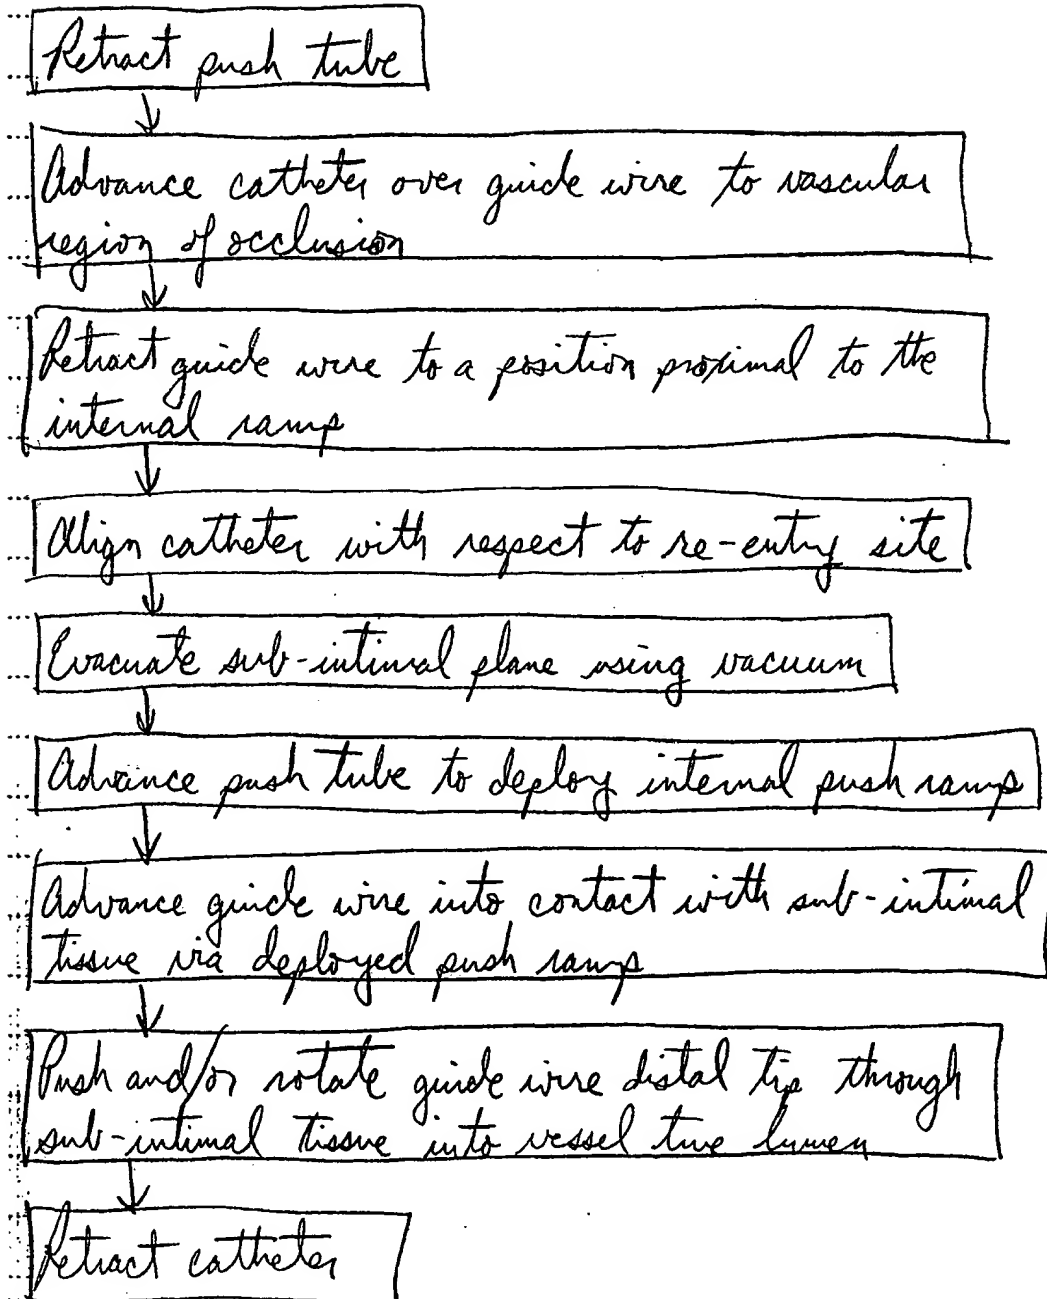 Retract push tube
Advance catheter over guide wire to vascular
region of occlusion
Retract guide wire to a position proximal to the
internal ramp
Align catheter with respect to re-entry site
Evacuate sub-intimal plane using vacuum
Advance push tube to deploy internal push ramp
Advance guide wire into contact with sub-intimal
tissue via deployed push ramp
Push and/or rotate guide wire distal tip through
sub-intimal tissue into vessel true lumen
Retract catheter